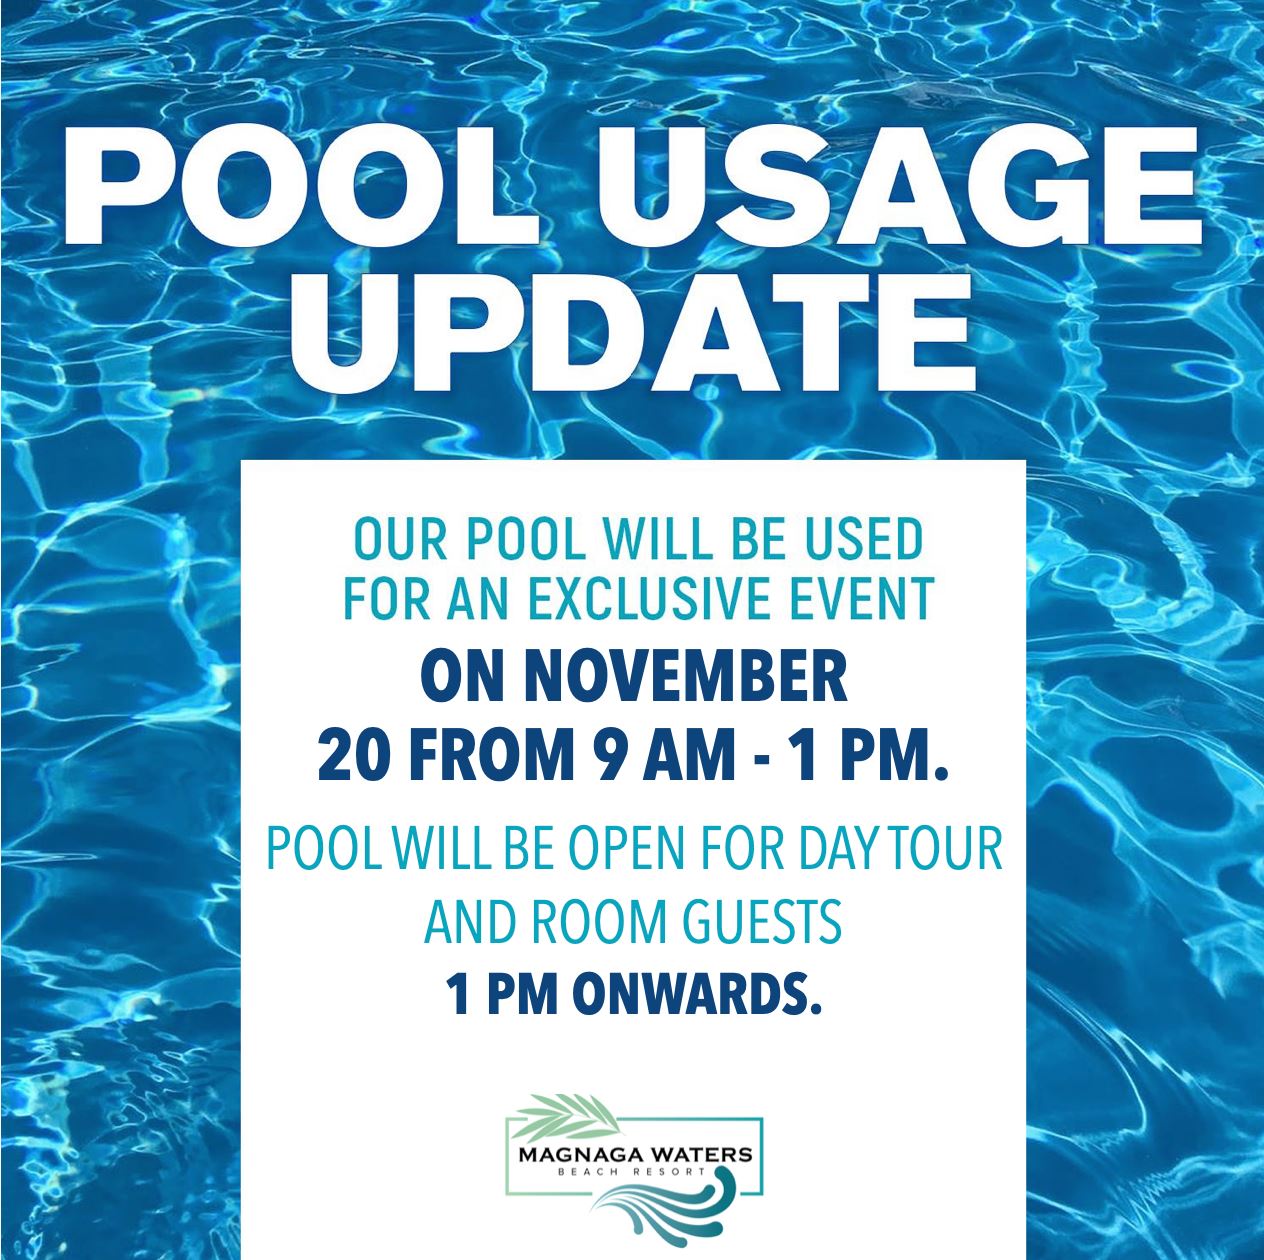 POOL USAGE
UPDATE
OUR POOL WILL BE USED
FOR AN EXCLUSIVE EVENT
ON NOVEMBER
20 FROM 9 AM - 1 PM.
POOL WILL BE OPEN FOR DAY TOUR
AND ROOM GUESTS
1 PM ONWARDS.
MAGNAGA WATERS
BEACH RESORT